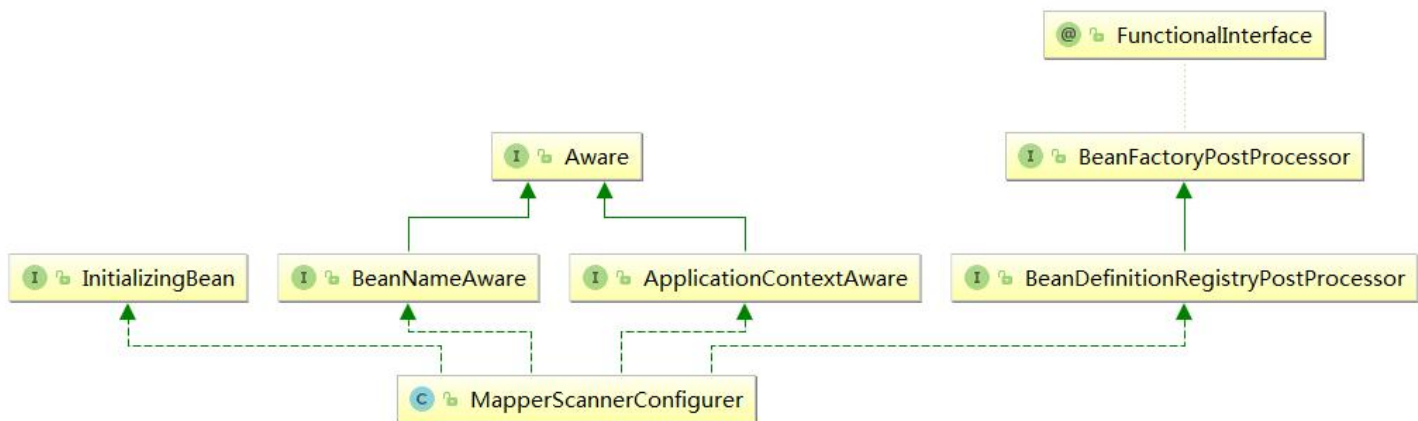 @ FunctionalInterface
I Aware
I BeanFactoryPostProcessor
I InitializingBean
I BeanNameAware
I ApplicationContextAware
I BeanDefinitionRegistryPostProcessor
C MapperScannerConfigurer